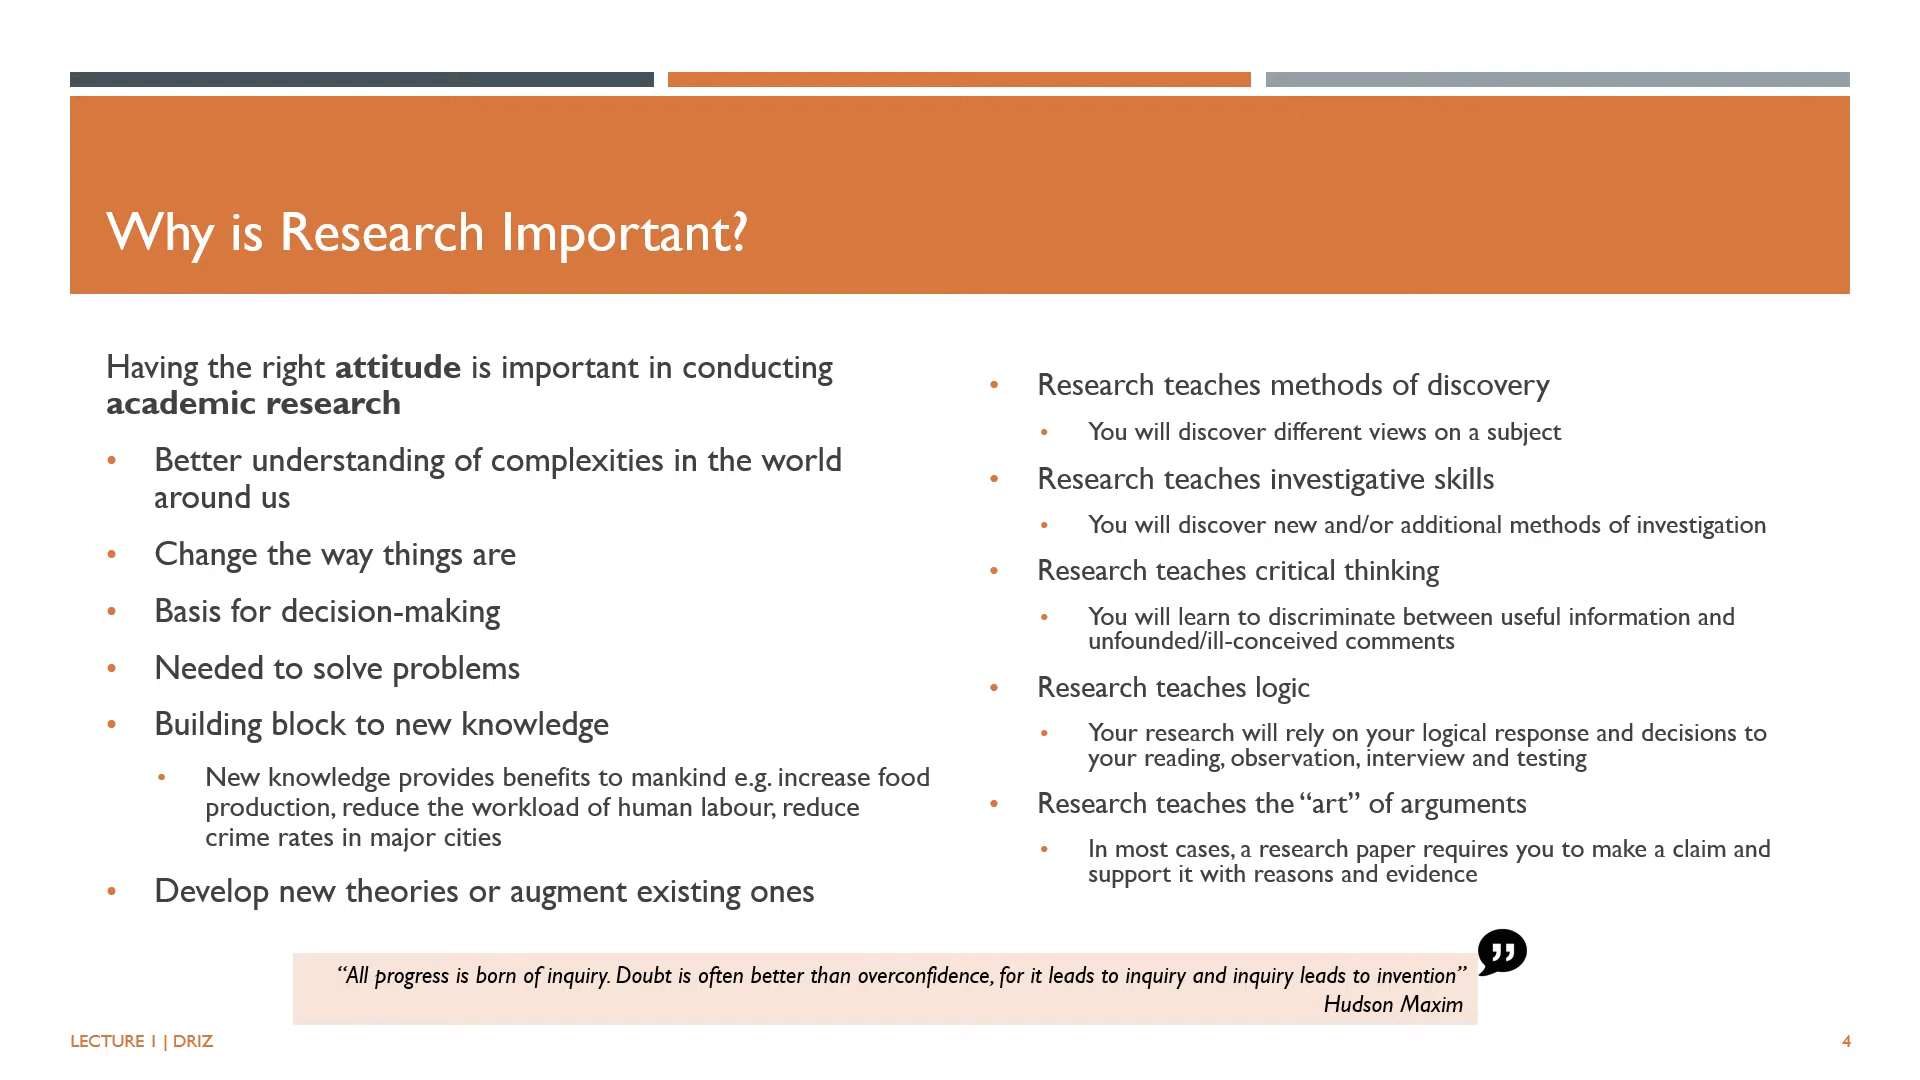 Why is Research Important?
Having the right attitude is important in conducting
academic research
• Better understanding of complexities in the world
around us
• Change the way things are
• Basis for decision-making
• Needed to solve problems
• Building block to new knowledge
• New knowledge provides benefits to mankind e.g. increase food
production, reduce the workload of human labour, reduce
crime rates in major cities
• Develop new theories or augment existing ones
• Research teaches methods of discovery
• You will discover different views on a subject
• Research teaches investigative skills
• You will discover new and/or additional methods of investigation
• Research teaches critical thinking
• You will learn to discriminate between useful information and
unfounded/ill-conceived comments
• Research teaches logic
• Your research will rely on your logical response and decisions to
your reading, observation, interview and testing
• Research teaches the “art” of arguments
• In most cases, a research paper requires you to make a claim and
support it with reasons and evidence
“All progress is born of inquiry. Doubt is often better than overconfidence, for it leads to inquiry and inquiry leads to invention”
Hudson Maxim
LECTURE 1 | DRIZ
4